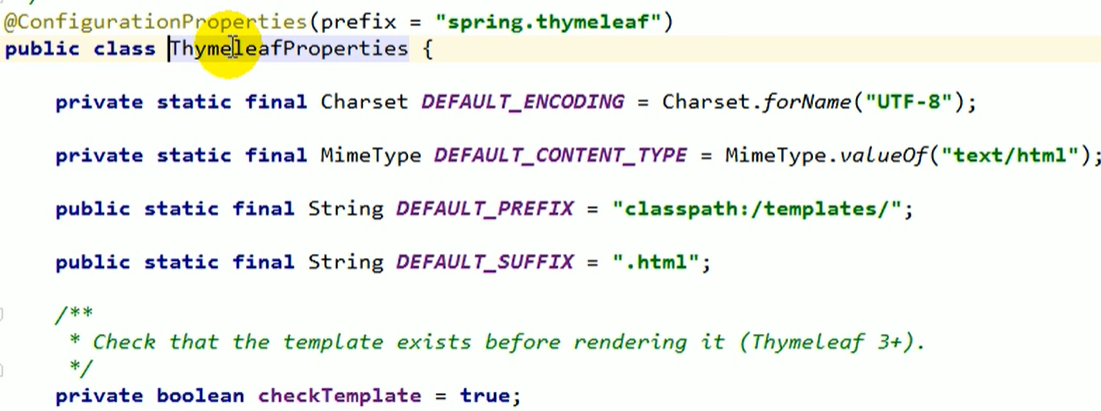 @ConfigurationProperties(prefix = "spring.thymeleaf")
public class ThymeleafProperties {
private static final Charset DEFAULT_ENCODING = Charset.forName("UTF-8");
private static final MimeType DEFAULT_CONTENT_TYPE = MimeType.valueOf("text/html");
public static final String DEFAULT_PREFIX = "classpath:/templates/";
public static final String DEFAULT_SUFFIX = ".html";
/**
* Check that the template exists before rendering it (Thymeleaf 3+).
*/
private boolean checkTemplate = true;